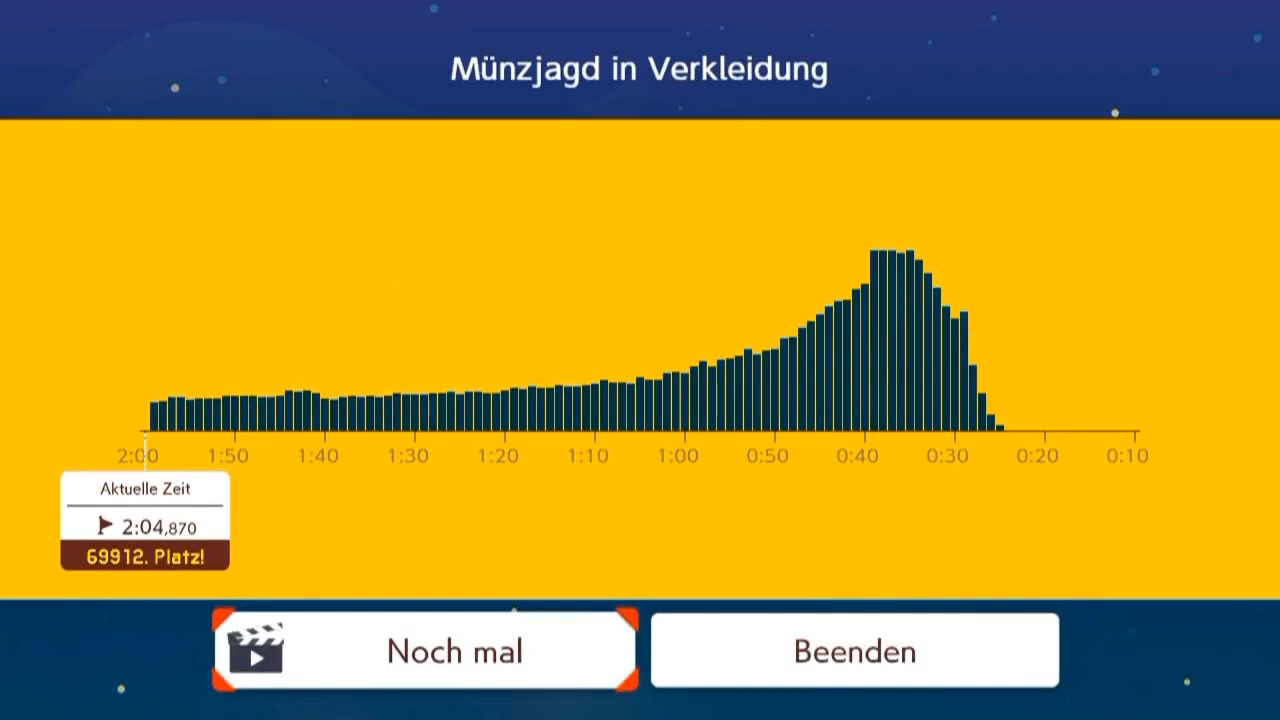 Münzjagd in Verkleidung
2:00 1:50 1:40 1:30 1:20 1:10 1:00 0:50 0:40 0:30 0:20 0:10
Aktuelle Zeit
2:04,870
69912. Platz!
Noch mal
Beenden